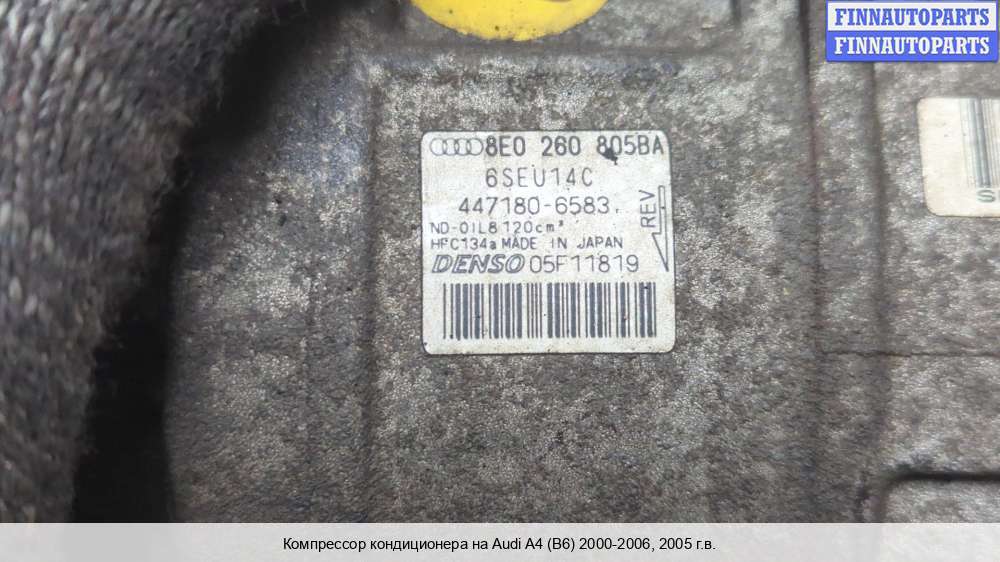 FINNAUTOPARTS
FINNAUTOPARTS
8E0 260 805BA
6SEU14C
447180-6583
REV
ND-OIL8 120cm³
HFC134a MADE IN JAPAN
DENSO 05F11819
S
Компрессор кондиционера на Audi A4 (B6) 2000-2006, 2005 г.в.